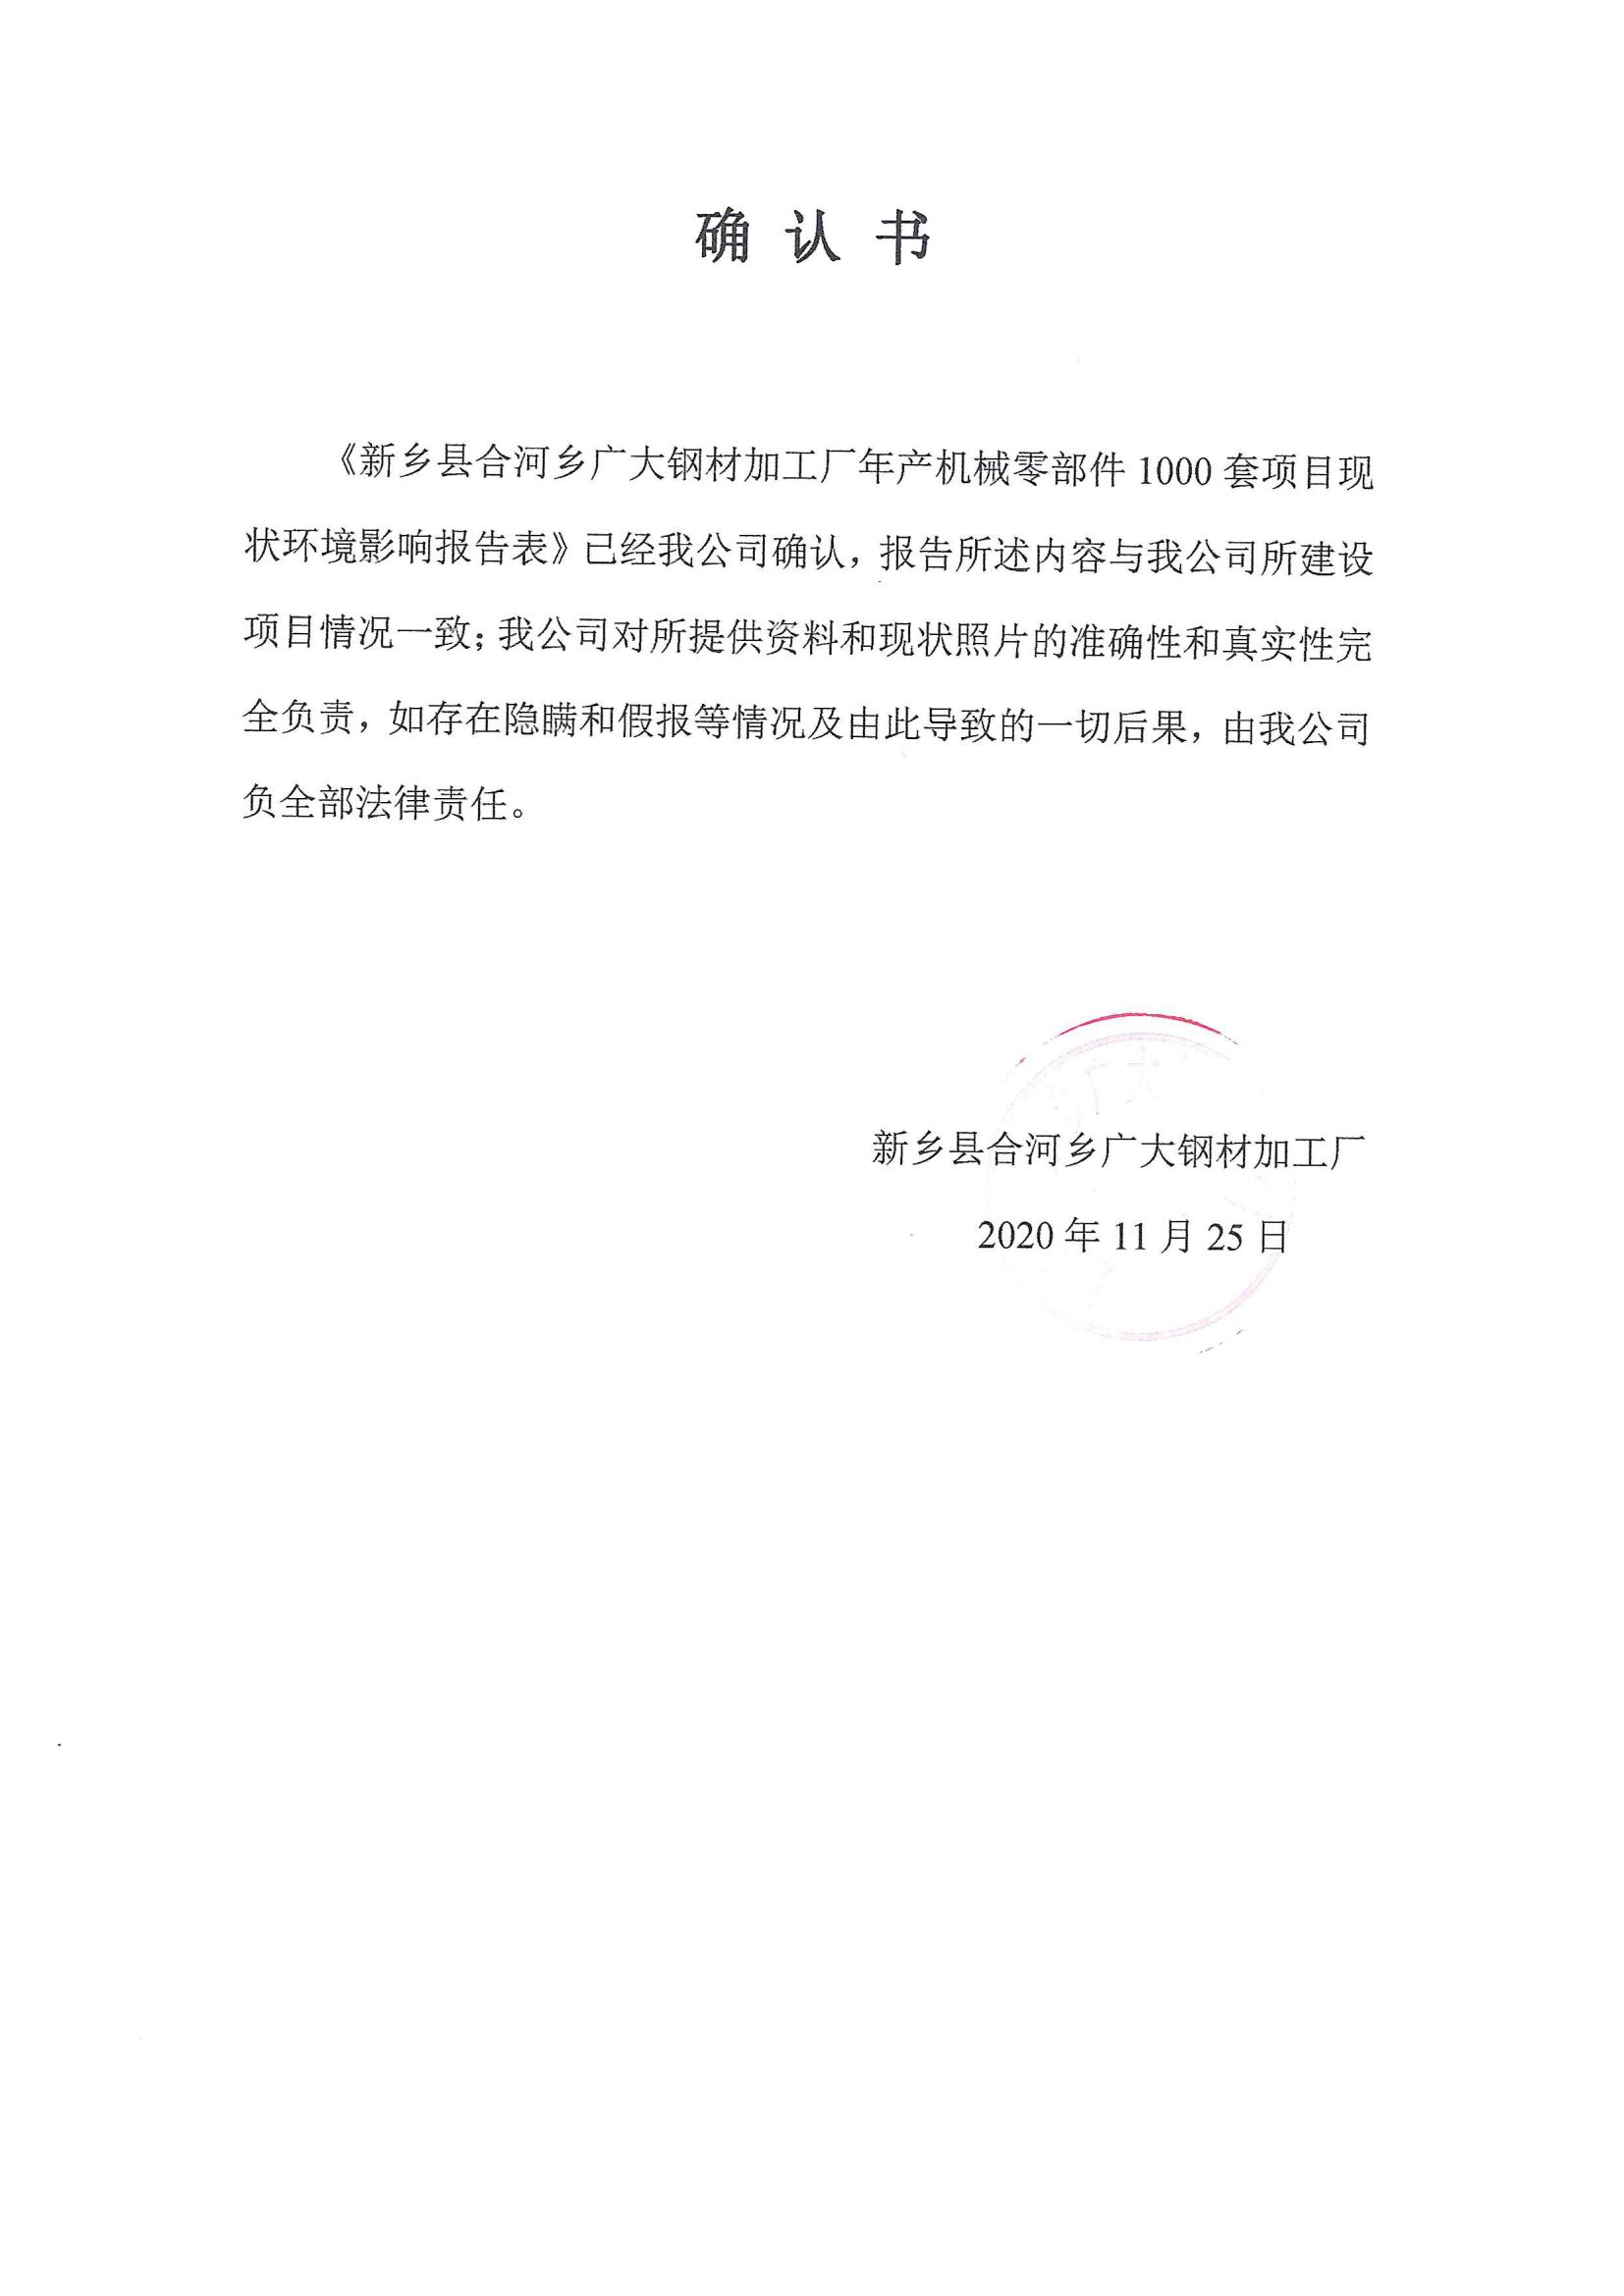 确 认 书
《新乡县合河乡广大钢材加工厂年产机械零部件 1000 套项目现
状环境影响报告表》已经我公司确认，报告所述内容与我公司所建设
项目情况一致；我公司对所提供资料和现状照片的准确性和真实性完
全负责，如存在隐瞒和假报等情况及由此导致的一切后果，由我公司
负全部法律责任。
广大
新乡县合河乡广大钢材加工厂
2020 年 11 月 25 日